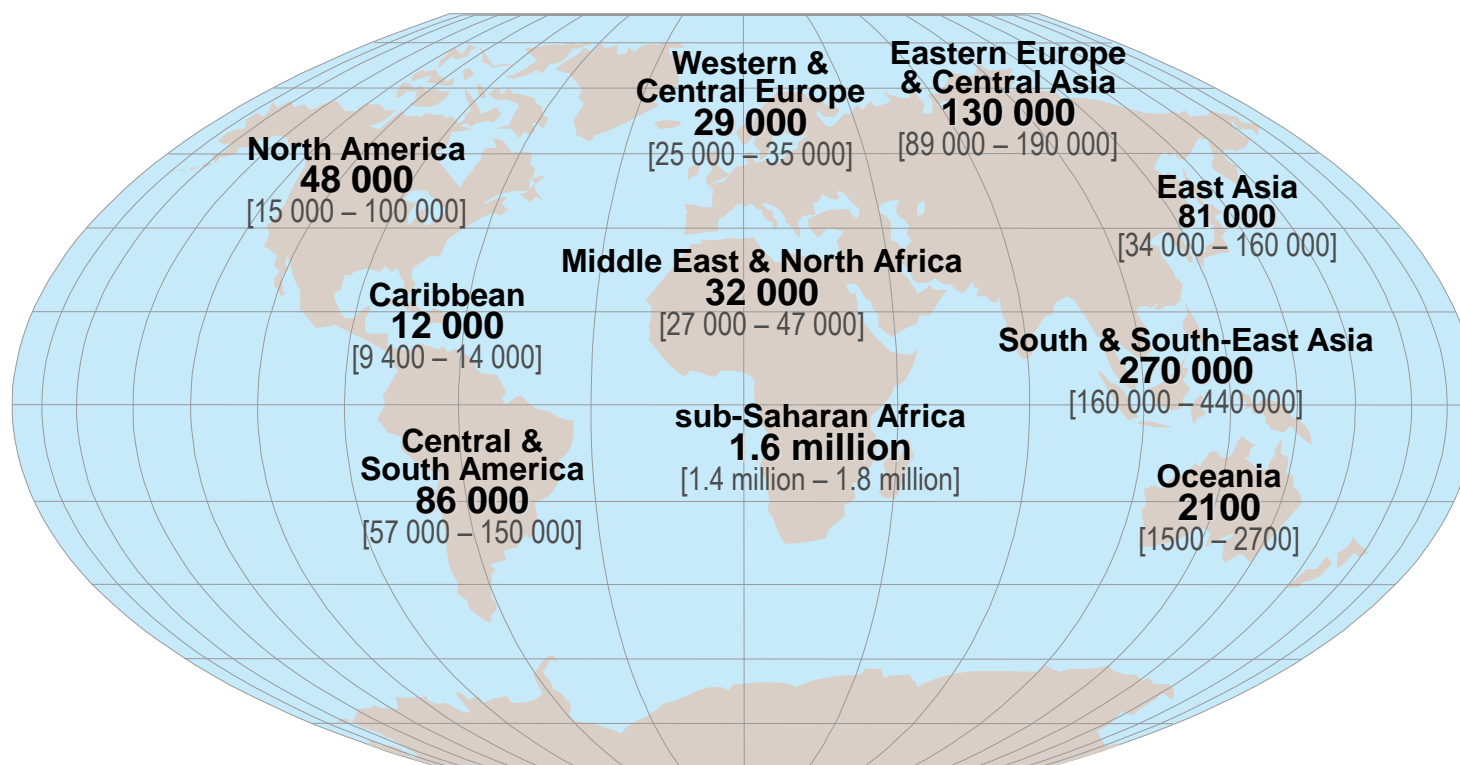 Western &
Central Europe
29 000
[25 000 – 35 000]
Eastern Europe
& Central Asia
130 000
[89 000 – 190 000]
North America
48 000
[15 000 – 100 000]
East Asia
81 000
[34 000 – 160 000]
Middle East & North Africa
32 000
[27 000 – 47 000]
Caribbean
12 000
[9 400 – 14 000]
South & South-East Asia
270 000
[160 000 – 440 000]
sub-Saharan Africa
1.6 million
[1.4 million – 1.8 million]
Central &
South America
86 000
[57 000 – 150 000]
Oceania
2100
[1500 – 2700]